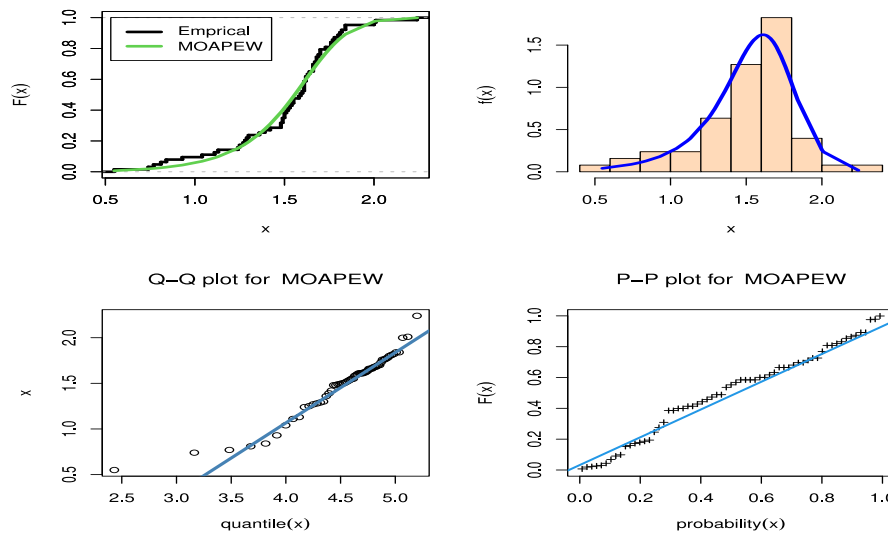 Emprical
MOAPEW
F(x)
0.0 0.2 0.4 0.6 0.8 1.0
0.5 1.0 1.5 2.0
x
f(x)
0.0 0.5 1.0 1.5
0.5 1.0 1.5 2.0
x
Q−Q plot for MOAPEW
x
0.5 1.0 1.5 2.0
2.5 3.0 3.5 4.0 4.5 5.0
quantile(x)
P−P plot for MOAPEW
F(x)
0.0 0.2 0.4 0.6 0.8 1.0
0.0 0.2 0.4 0.6 0.8 1.0
probability(x)